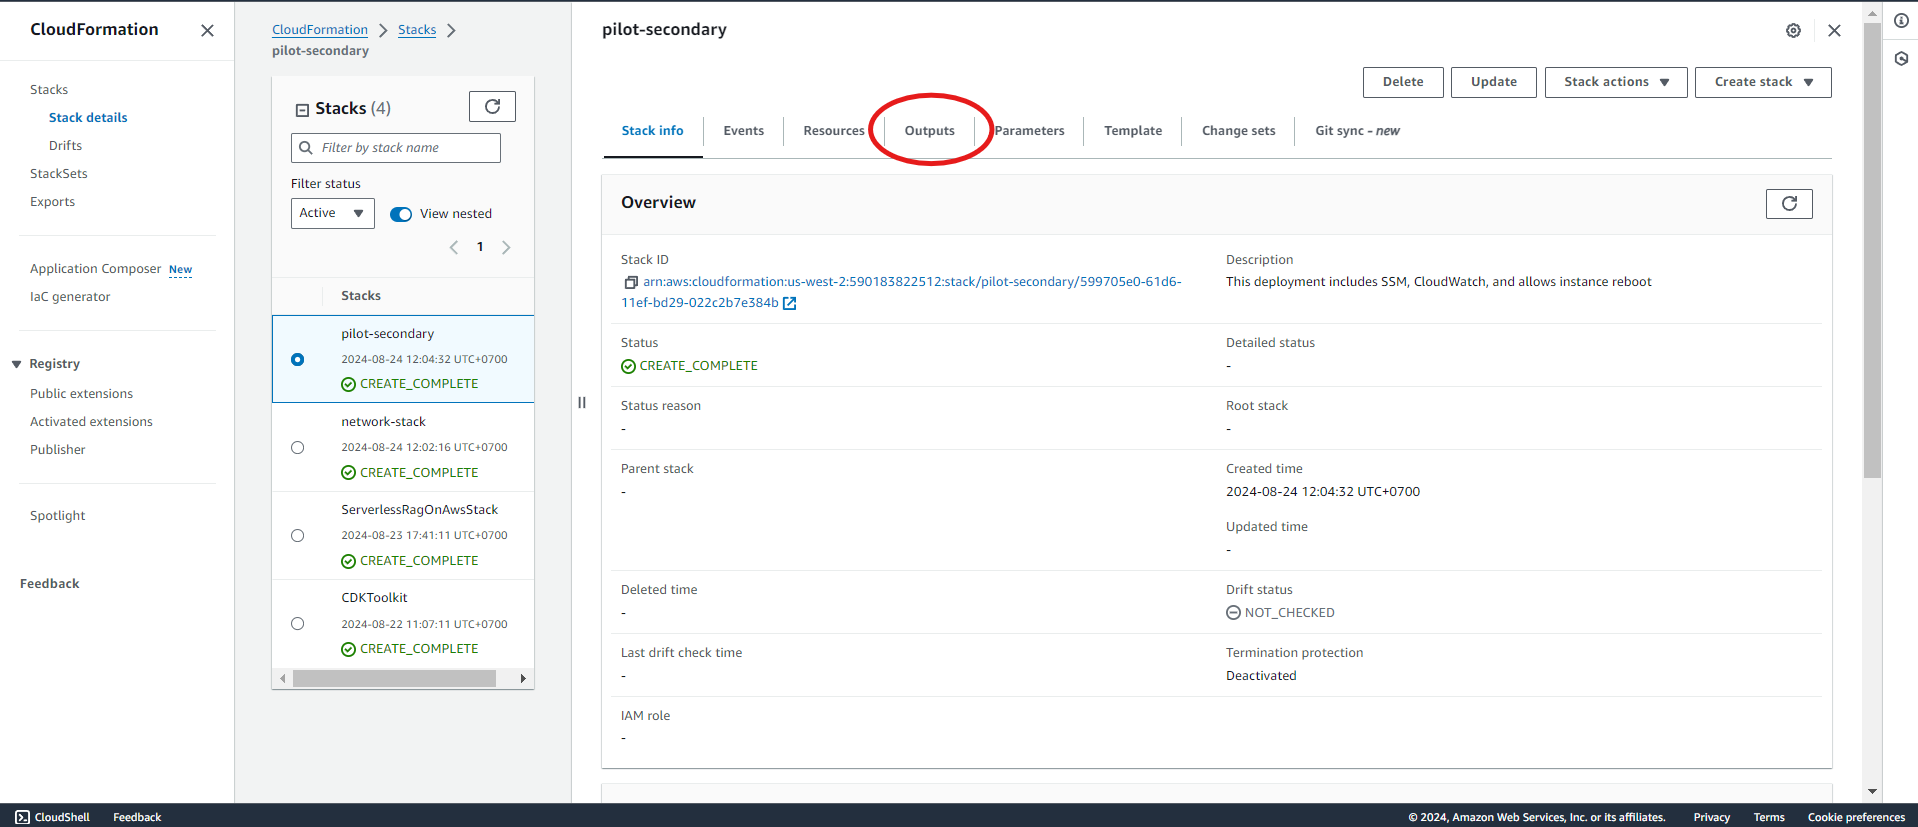 CloudFormation
Stacks
Stack details
Drifts
StackSets
Exports
Application Composer New
IaC generator
Registry
Public extensions
Activated extensions
Publisher
Spotlight
Feedback
CloudFormation
Stacks
pilot-secondary
Stacks (4)
Filter by stack name
Filter status
Active
View nested
1
Stacks
pilot-secondary
2024-08-24 12:04:32 UTC+0700
CREATE_COMPLETE
network-stack
2024-08-24 12:02:16 UTC+0700
CREATE_COMPLETE
ServerlessRagOnAwsStack
2024-08-23 17:41:11 UTC+0700
CREATE_COMPLETE
CDKToolkit
2024-08-22 11:07:11 UTC+0700
CREATE_COMPLETE
pilot-secondary
Delete
Update
Stack actions
Create stack
Stack info
Events
Resources
Outputs
Parameters
Template
Change sets
Git sync - new
Overview
Stack ID
arn:aws:cloudformation:us-west-2:590183822512:stack/pilot-secondary/599705e0-61d6-
11ef-bd29-022c2b7e384b
Description
This deployment includes SSM, CloudWatch, and allows instance reboot
Status
CREATE_COMPLETE
Detailed status
-
Status reason
-
Root stack
-
Parent stack
-
Created time
2024-08-24 12:04:32 UTC+0700
Updated time
-
Deleted time
-
Drift status
NOT_CHECKED
Last drift check time
-
Termination protection
Deactivated
IAM role
-
CloudShell
Feedback
© 2024, Amazon Web Services, Inc. or its affiliates.
Privacy
Terms
Cookie preferences